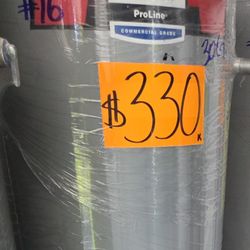 #16
ProLine
COMMERCIAL GRADE
$330
K